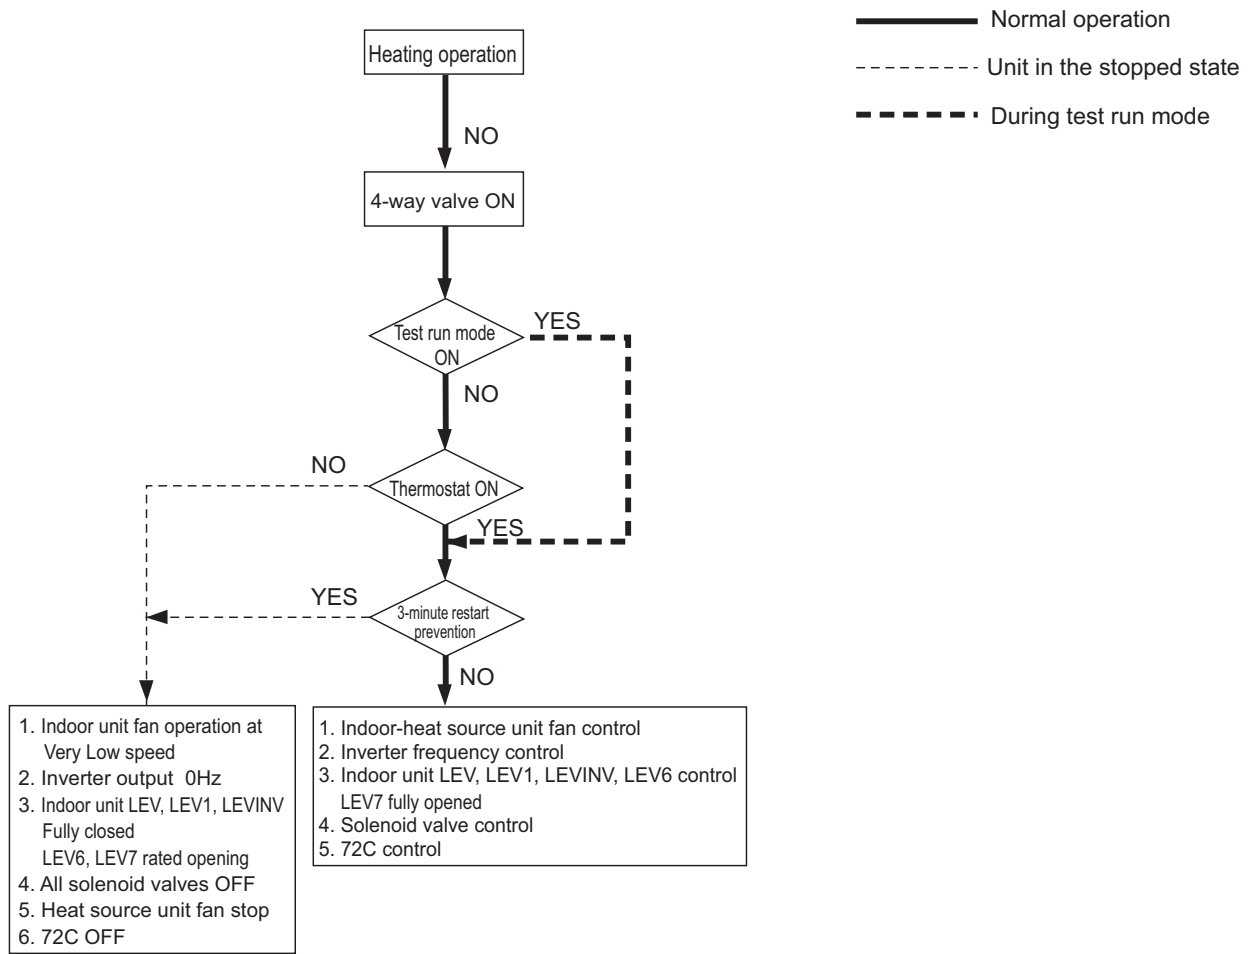 Normal operation
Unit in the stopped state
During test run mode
Heating operation
NO
4-way valve ON
Test run mode
ON
YES
NO
Thermostat ON
NO
YES
3-minute restart
prevention
YES
NO
1. Indoor unit fan operation at
Very Low speed
2. Inverter output 0Hz
3. Indoor unit LEV, LEV1, LEVINV
Fully closed
LEV6, LEV7 rated opening
4. All solenoid valves OFF
5. Heat source unit fan stop
6. 72C OFF
1. Indoor-heat source unit fan control
2. Inverter frequency control
3. Indoor unit LEV, LEV1, LEVINV, LEV6 control
LEV7 fully opened
4. Solenoid valve control
5. 72C control